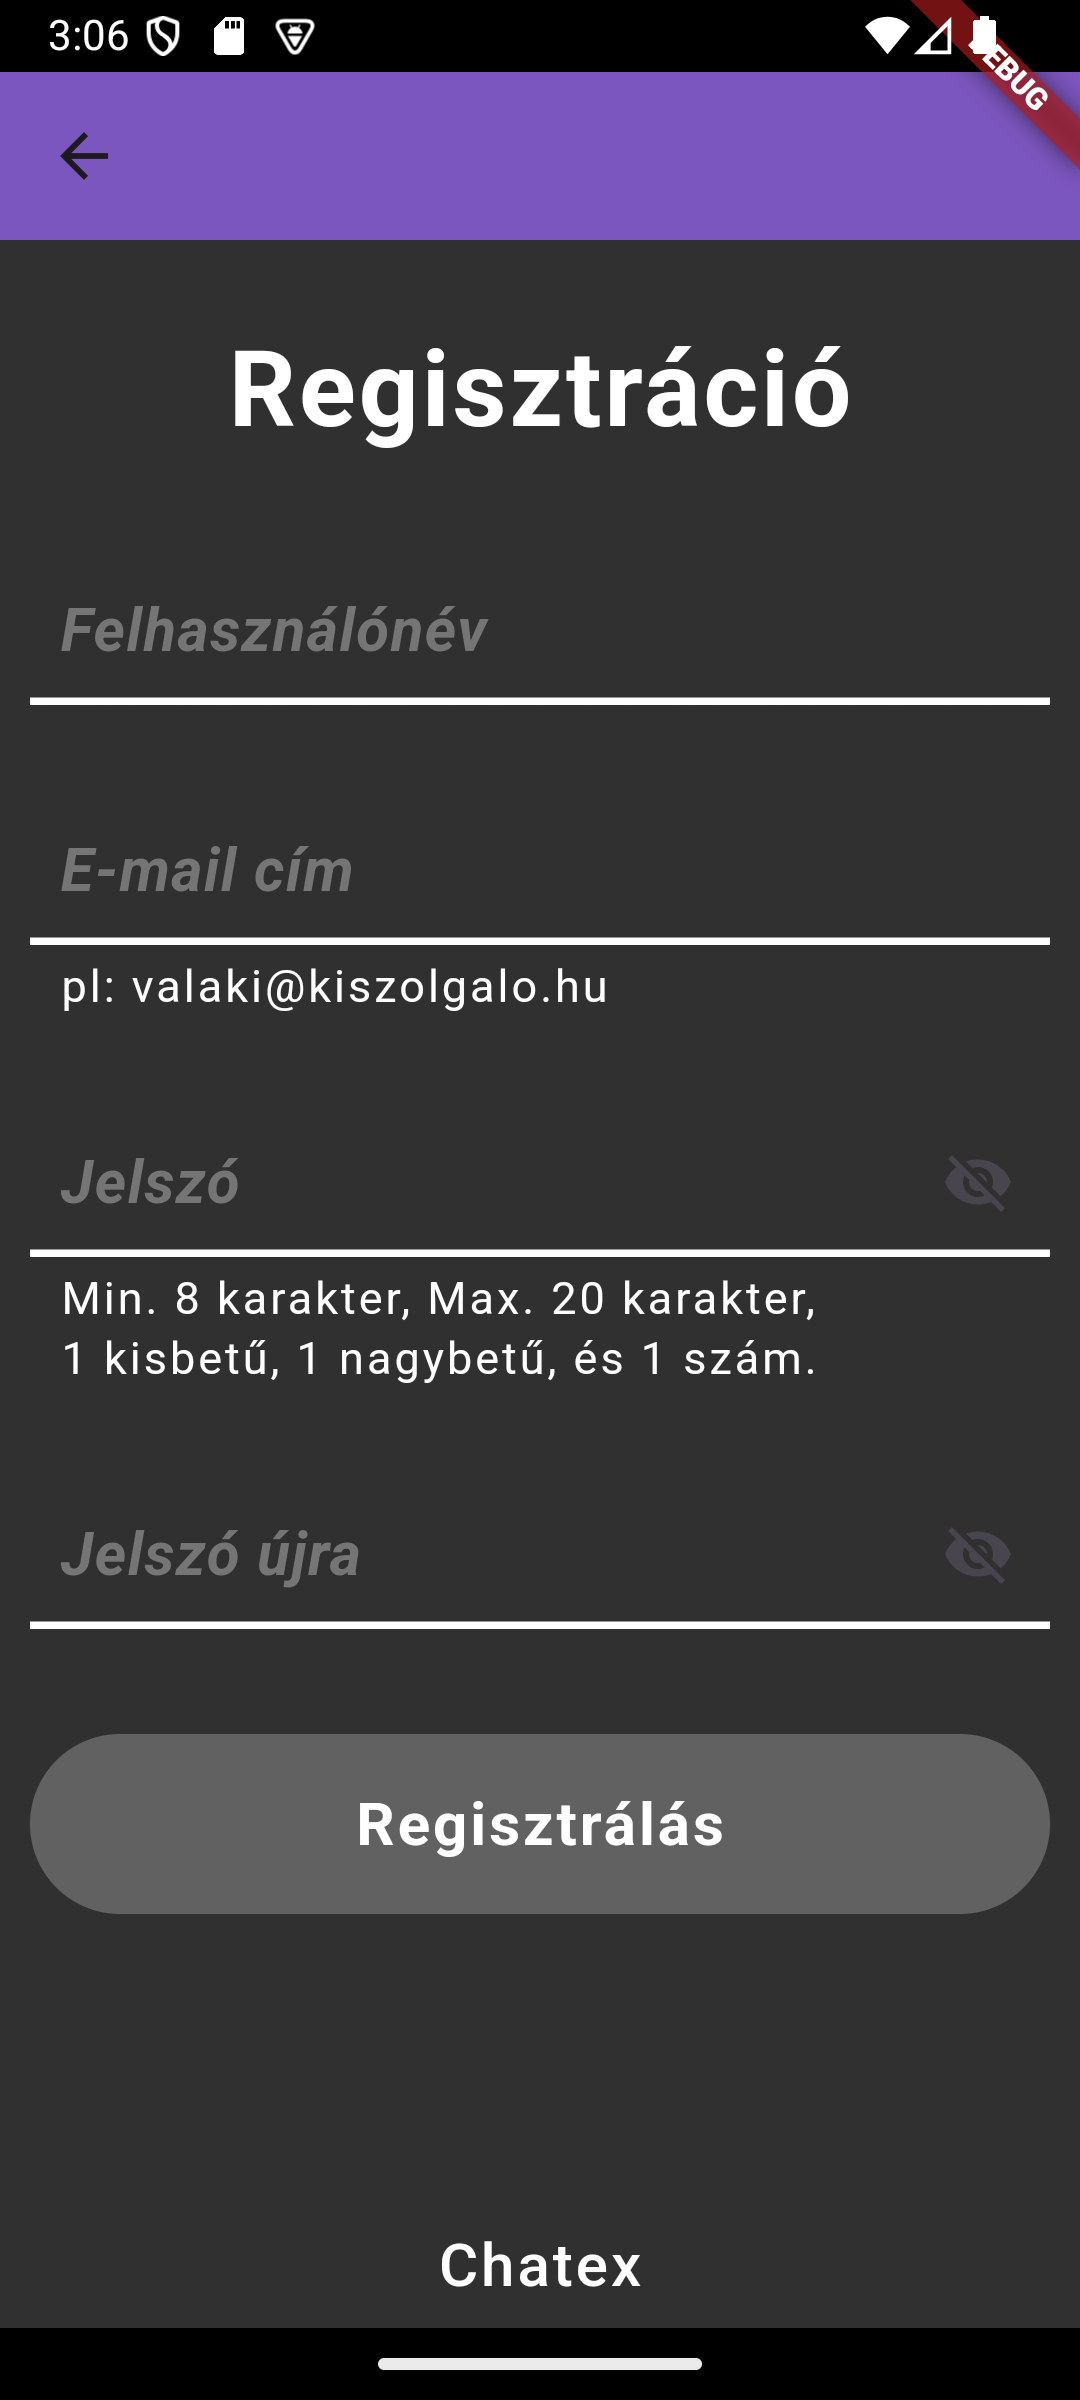 3:06
EBUG
Regisztráció
Felhasználónév
E-mail cím
pl: valaki@kiszolgalo.hu
Jelszó
Min. 8 karakter, Max. 20 karakter,
1 kisbetű, 1 nagybetű, és 1 szám.
Jelszó újra
Regisztrálás
Chatex